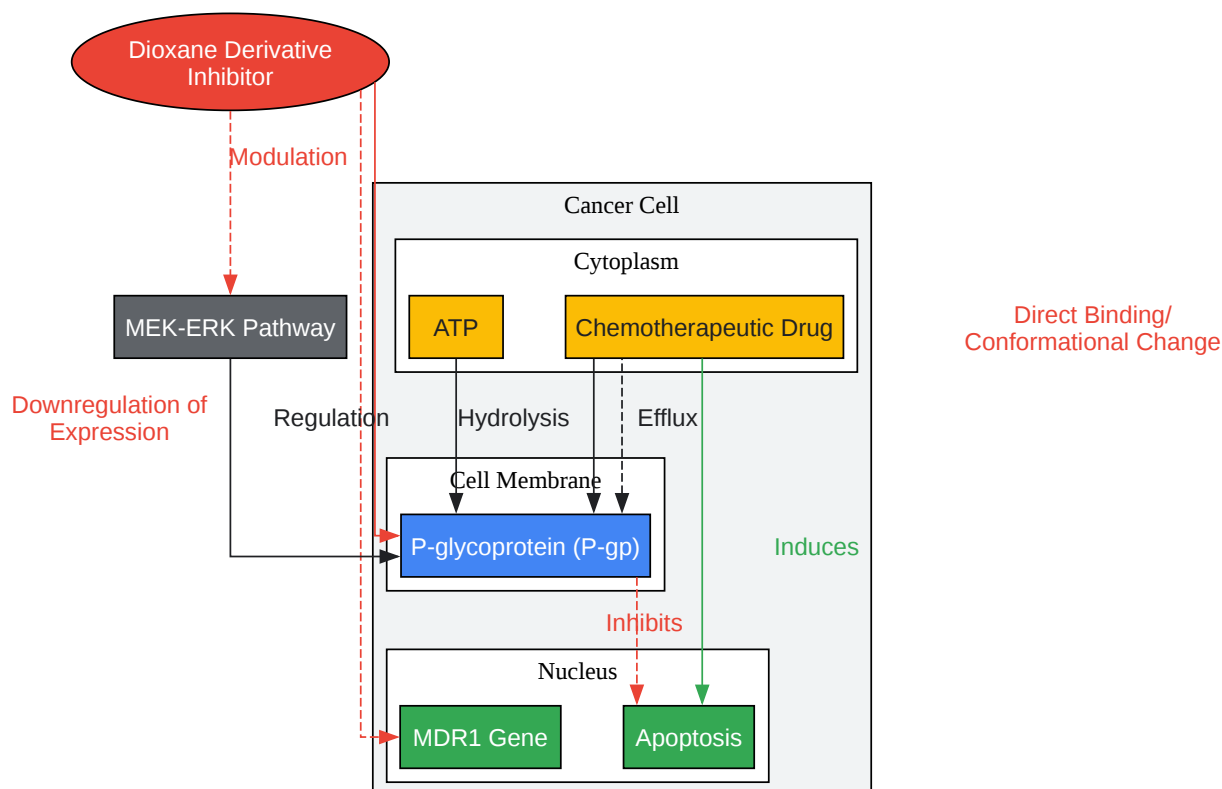 Dioxane Derivative
Inhibitor
Modulation
Cancer Cell
Cytoplasm
MEK-ERK Pathway
ATP
Chemotherapeutic Drug
Direct Binding/
Conformational Change
Downregulation of
Expression
Regulation
Hydrolysis
Efflux
Cell Membrane
P-glycoprotein (P-gp)
Induces
Inhibits
Nucleus
MDR1 Gene
Apoptosis